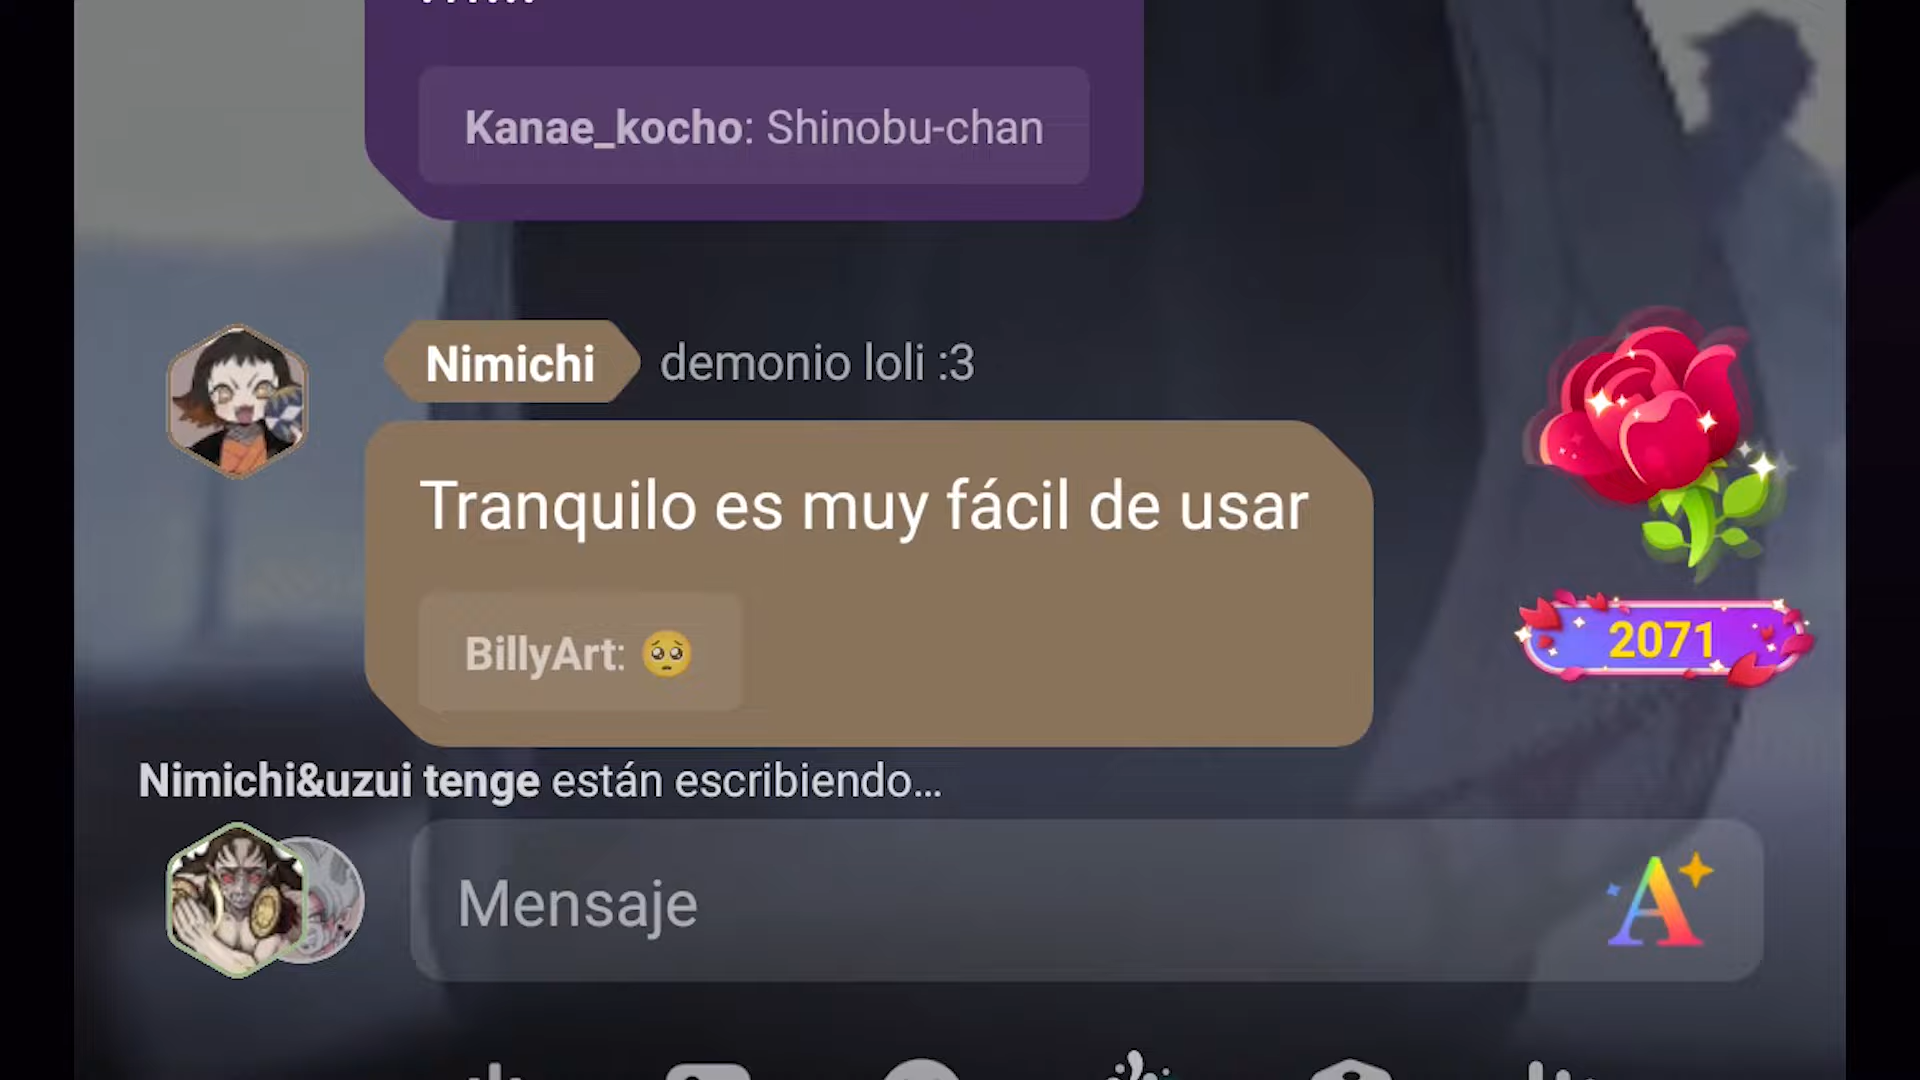 Kanae_kocho: Shinobu-chan
Nimichi demonio loli :3
Tranquilo es muy fácil de usar
BillyArt: 🥺
2071
Nimichi&uzui tenge están escribiendo...
Mensaje
A